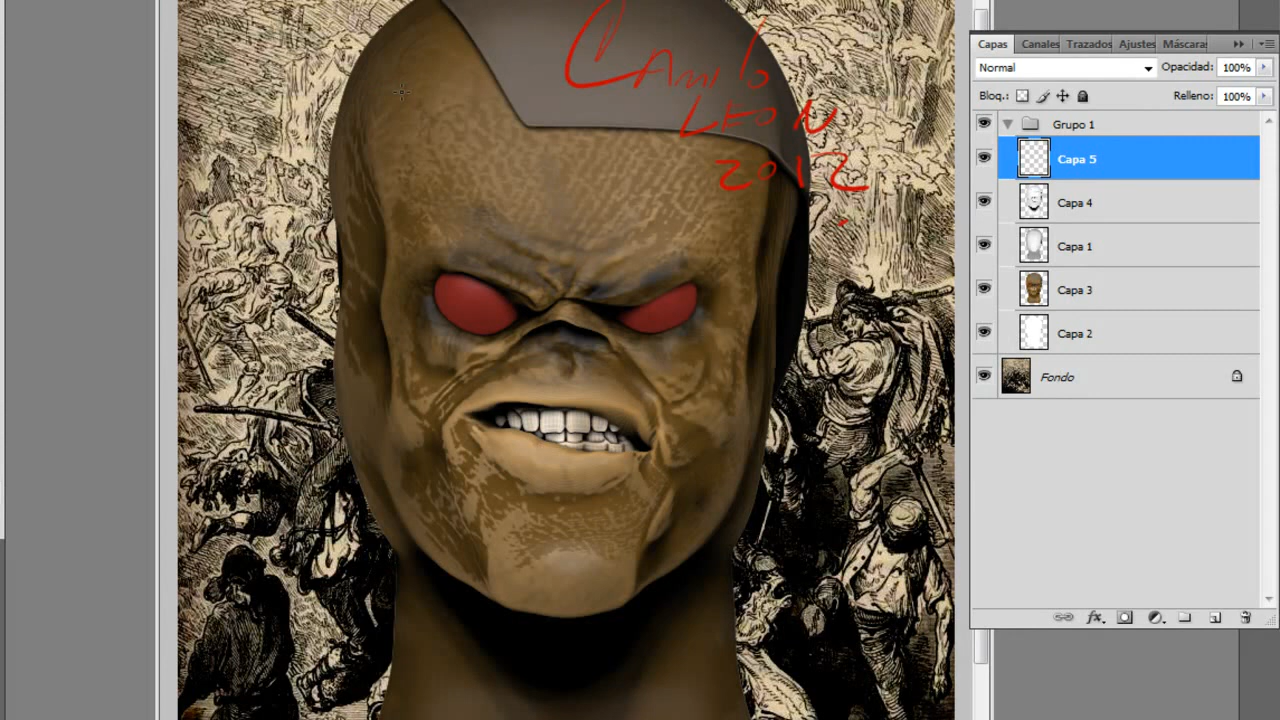 Camilo
LEON
2012
Capas Canales Trazados Ajustes Máscaras
Normal Opacidad: 100%
Bloq.: Relleno: 100%
Grupo 1
Capa 5
Capa 4
Capa 1
Capa 3
Capa 2
Fondo
fx